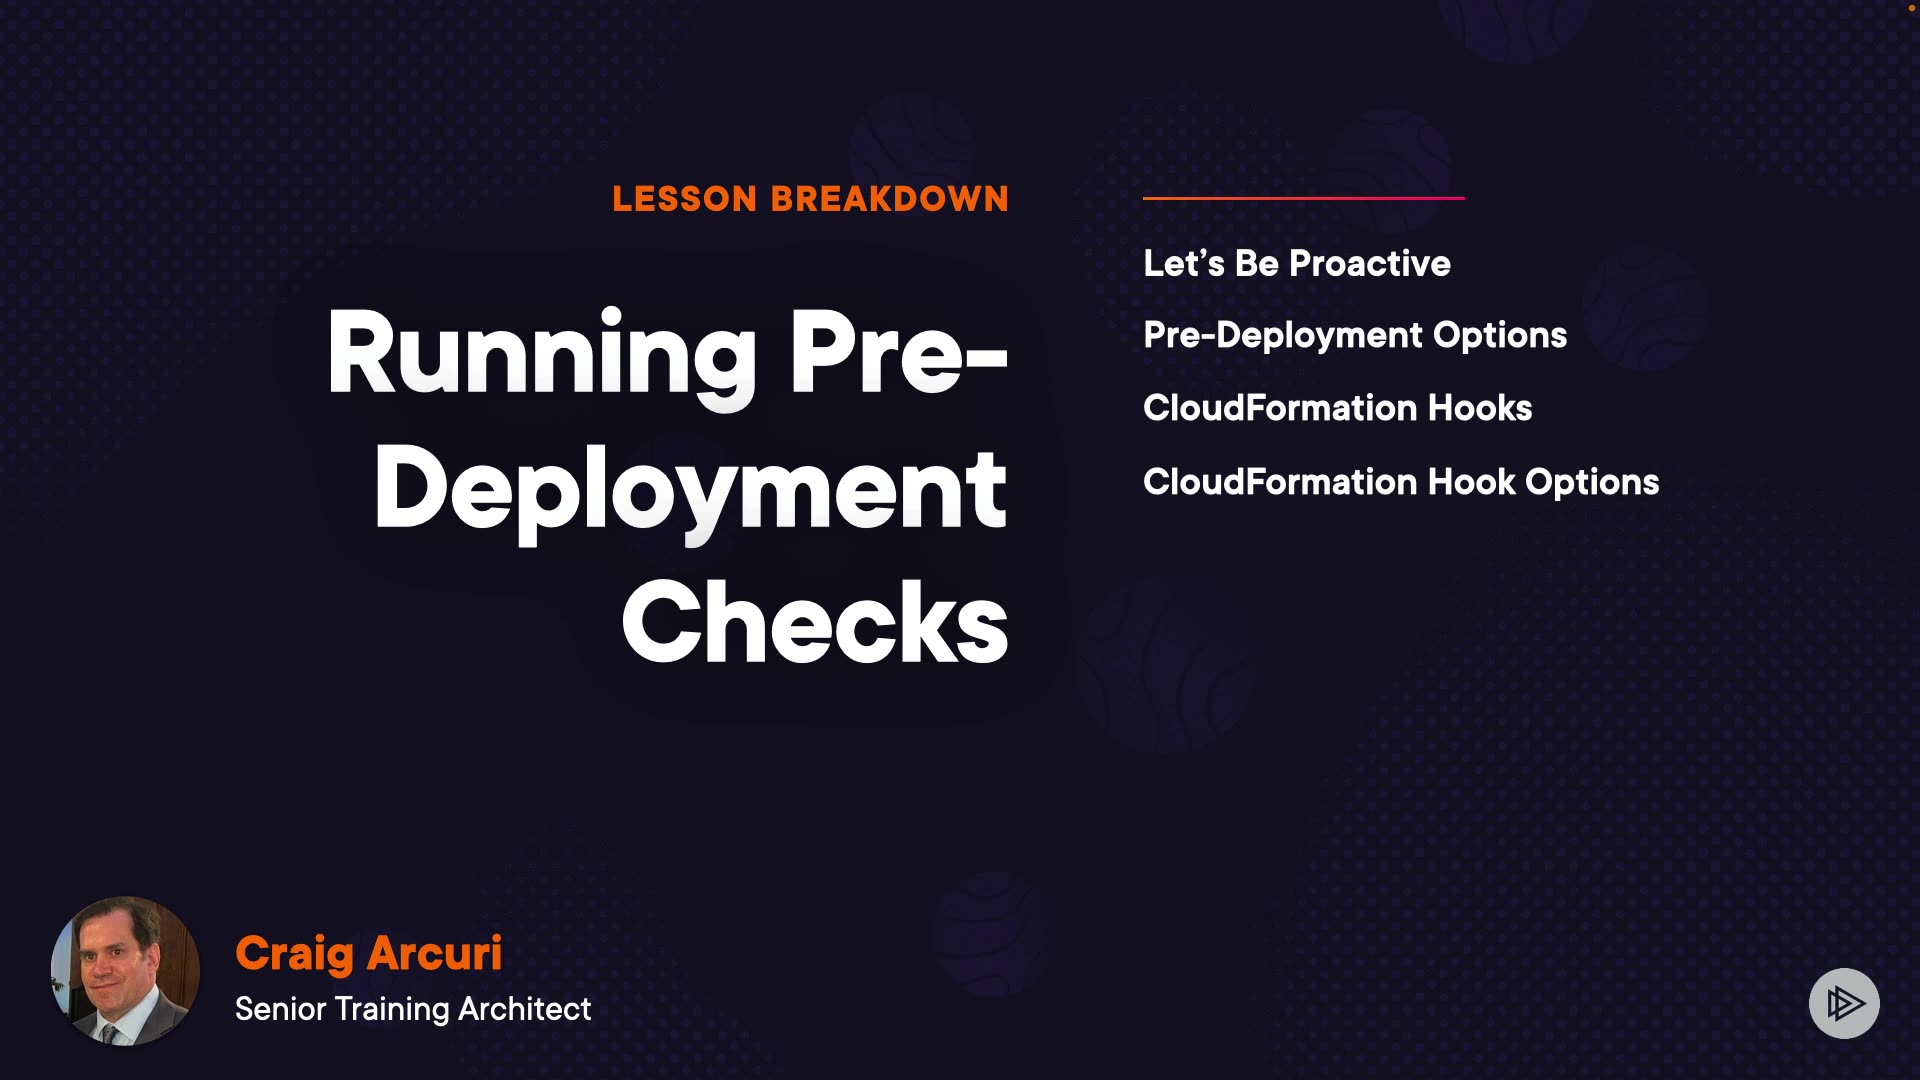 LESSON BREAKDOWN
Running Pre-
Deployment
Checks
Let's Be Proactive
Pre-Deployment Options
CloudFormation Hooks
CloudFormation Hook Options
Craig Arcuri
Senior Training Architect